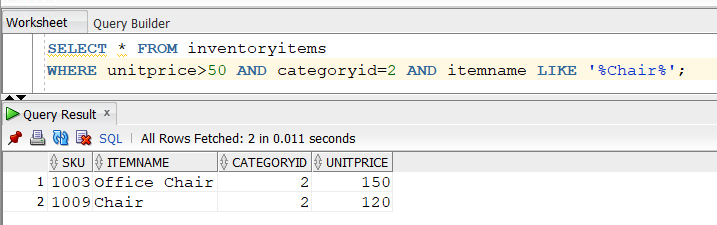 Worksheet Query Builder
SELECT * FROM inventoryitems
WHERE unitprice>50 AND categoryid=2 AND itemname LIKE '%Chair%';
Query Result x
SQL | All Rows Fetched: 2 in 0.011 seconds
SKU ITEMNAME CATEGORYID UNITPRICE
1 1003 Office Chair 2 150
2 1009 Chair 2 120